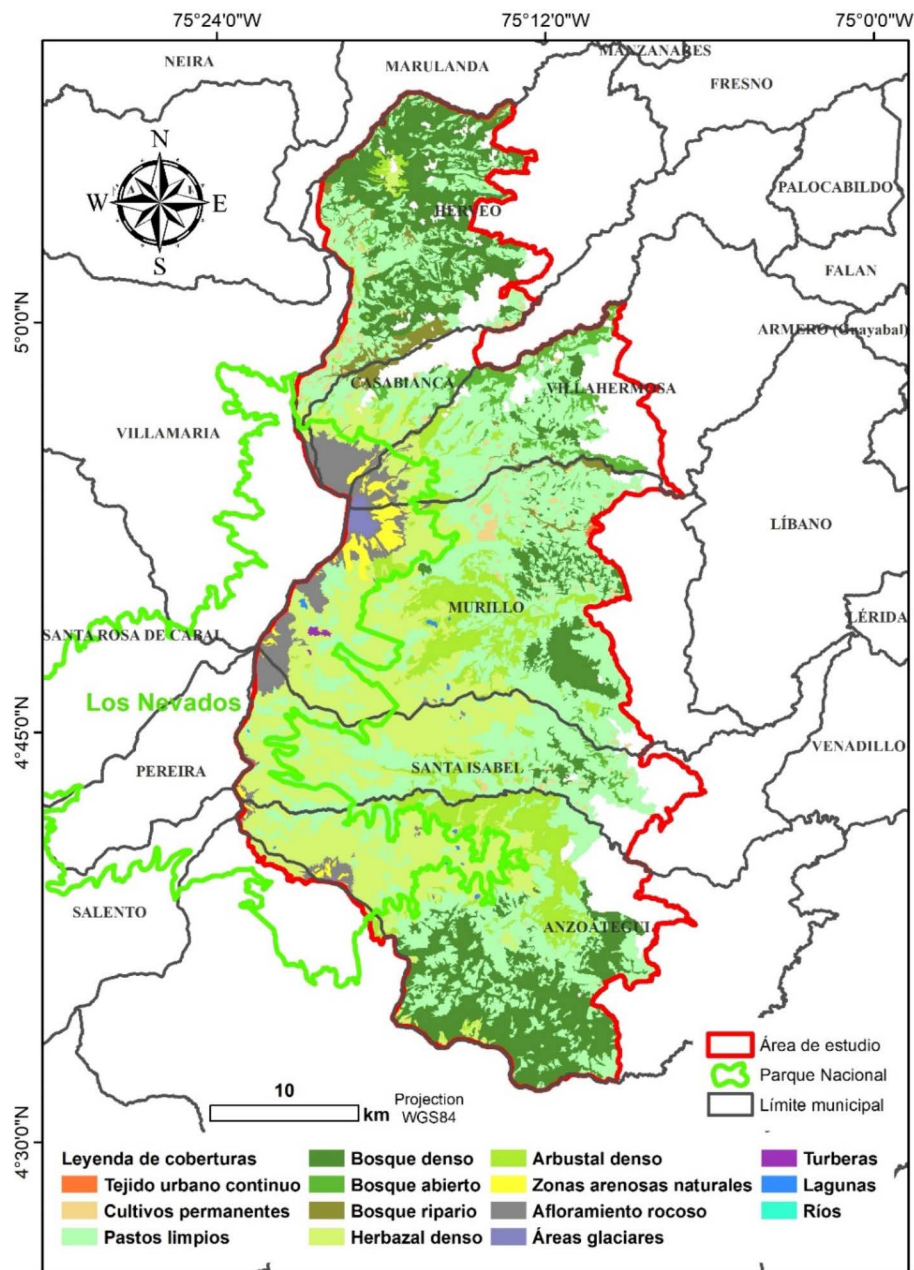 75°24'0"W 75°12'0"W 75°0'0"W
NEIRA
MARULANDA
MANZANARES
FRESNO
N
W E
S
PALOCABILDO
HERVEO
FALAN
5°0'0"N
ARMERO (Guayabal)
CASABIANCA
VILLAHERMOSA
VILLAMARIA
LÍBANO
MURILLO
LÉRIDA
SANTA ROSA DE CABAL
Los Nevados
4°45'0"N
VENADILLO
PEREIRA
SANTA ISABEL
SALENTO
ANZOÁTEGUI
Área de estudio
Parque Nacional
Límite municipal
10
km
Projection
WGS84
4°30'0"N
Leyenda de coberturas
Tejido urbano continuo
Cultivos permanentes
Pastos limpios
Bosque denso
Bosque abierto
Bosque ripario
Herbazal denso
Arbustal denso
Zonas arenosas naturales
Afloramiento rocoso
Áreas glaciares
Turberas
Lagunas
Ríos